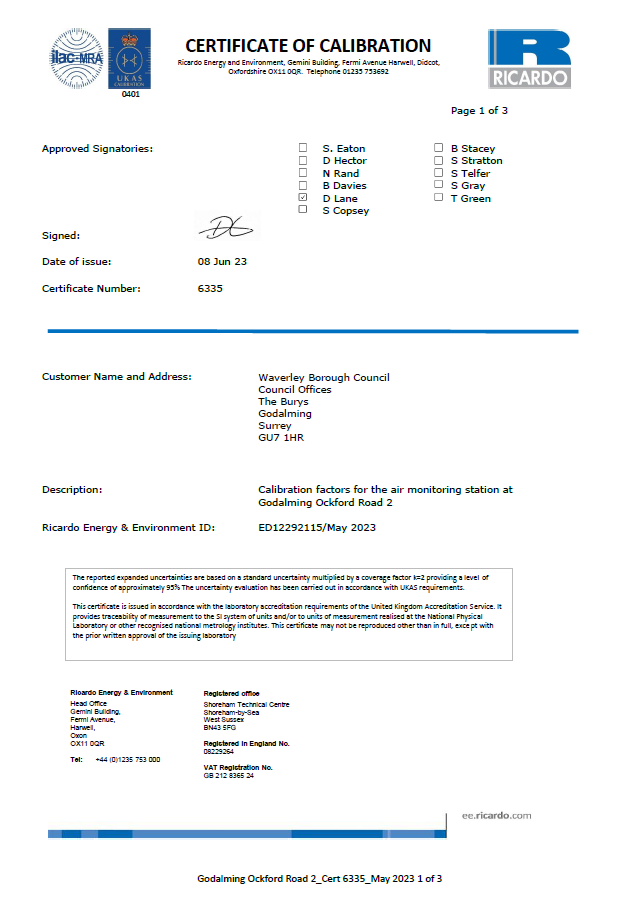 ilac-MRA
UKAS
CALIBRATION
0401
CERTIFICATE OF CALIBRATION
Ricardo Energy and Environment, Gemini Building, Fermi Avenue Harwell, Didcot,
Oxfordshire OX11 0QR.  Telephone 01235 753692
RICARDO
Page 1 of 3
Approved Signatories:
S. Eaton
D Hector
N Rand
B Davies
D Lane
S Copsey
B Stacey
S Stratton
S Telfer
S Gray
T Green
Signed:
Date of issue: 08 Jun 23
Certificate Number: 6335
Customer Name and Address:
Waverley Borough Council
Council Offices
The Burys
Godalming
Surrey
GU7 1HR
Description: Calibration factors for the air monitoring station at
Godalming Ockford Road 2
Ricardo Energy & Environment ID: ED12292115/May 2023
The reported expanded uncertainties are based on a standard uncertainty multiplied by a coverage factor k=2 providing a level of
confidence of approximately 95% The uncertainty evaluation has been carried out in accordance with UKAS requirements.
This certificate is issued in accordance with the laboratory accreditation requirements of the United Kingdom Accreditation Service. It
provides traceability of measurement to the SI system of units and/or to units of measurement realised at the National Physical
Laboratory or other recognised national metrology institutes. This certificate may not be reproduced other than in full, except with
the prior written approval of the issuing laboratory
Ricardo Energy & Environment
Head Office
Gemini Building,
Fermi Avenue,
Harwell,
Oxon
OX11 0QR
Tel: +44 (0)1235 753 000
Registered office
Shoreham Technical Centre
Shoreham-by-Sea
West Sussex
BN43 5FG
Registered in England No.
08229264
VAT Registration No.
GB 212 8365 24
ee.ricardo.com
Godalming Ockford Road 2_Cert 6335_May 2023 1 of 3